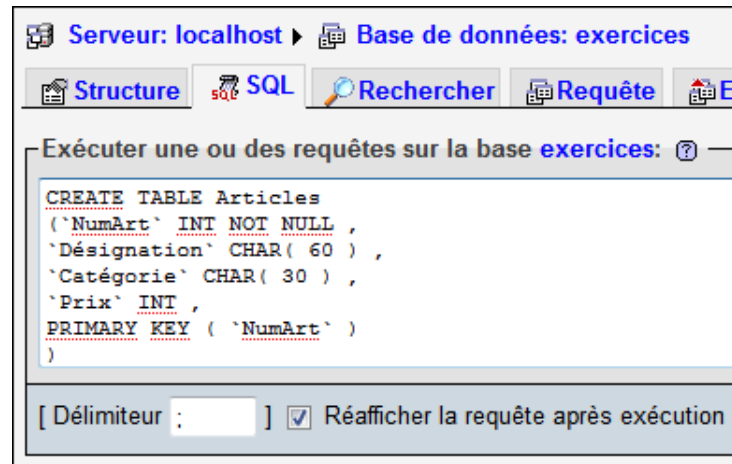 Serveur: localhost ▸ Base de données: exercices
Structure SQL Rechercher Requête E
Exécuter une ou des requêtes sur la base exercices:
CREATE TABLE Articles
(`NumArt` INT NOT NULL ,
`Désignation` CHAR( 60 ) ,
`Catégorie` CHAR( 30 ) ,
`Prix` INT ,
PRIMARY KEY ( `NumArt` )
)
[ Délimiteur ; ] Réafficher la requête après exécution